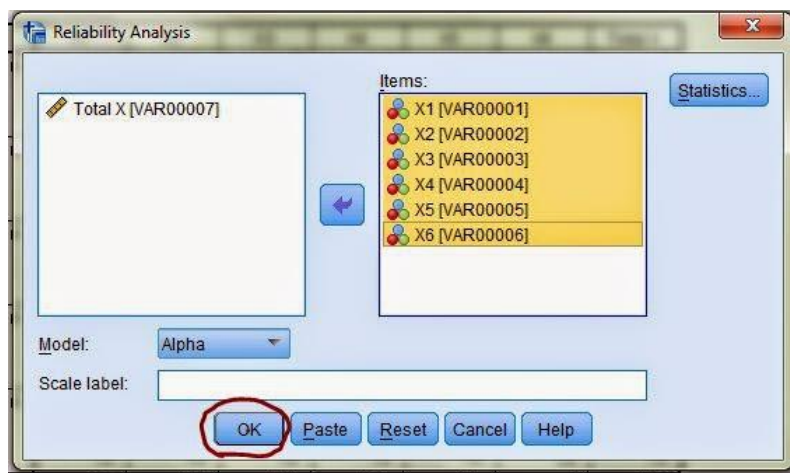 Reliability Analysis
Items:
Total X [VAR00007]
X1 [VAR00001]
X2 [VAR00002]
X3 [VAR00003]
X4 [VAR00004]
X5 [VAR00005]
X6 [VAR00006]
Statistics...
Model: Alpha
Scale label:
OK Paste Reset Cancel Help